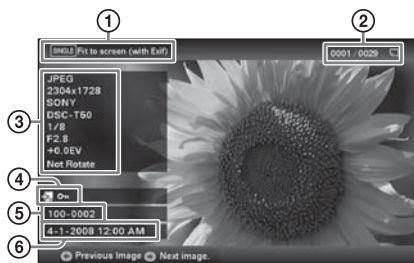 1
2
SINGLE Fit to screen (with Exif)
0001/0029
JPEG
2304x1728
SONY
DSC-T50
1/8
F2.8
+0.0EV
Not Rotate
3
4
5
100-0002
6
4-1-2008 12:00 AM
Previous Image Next image.